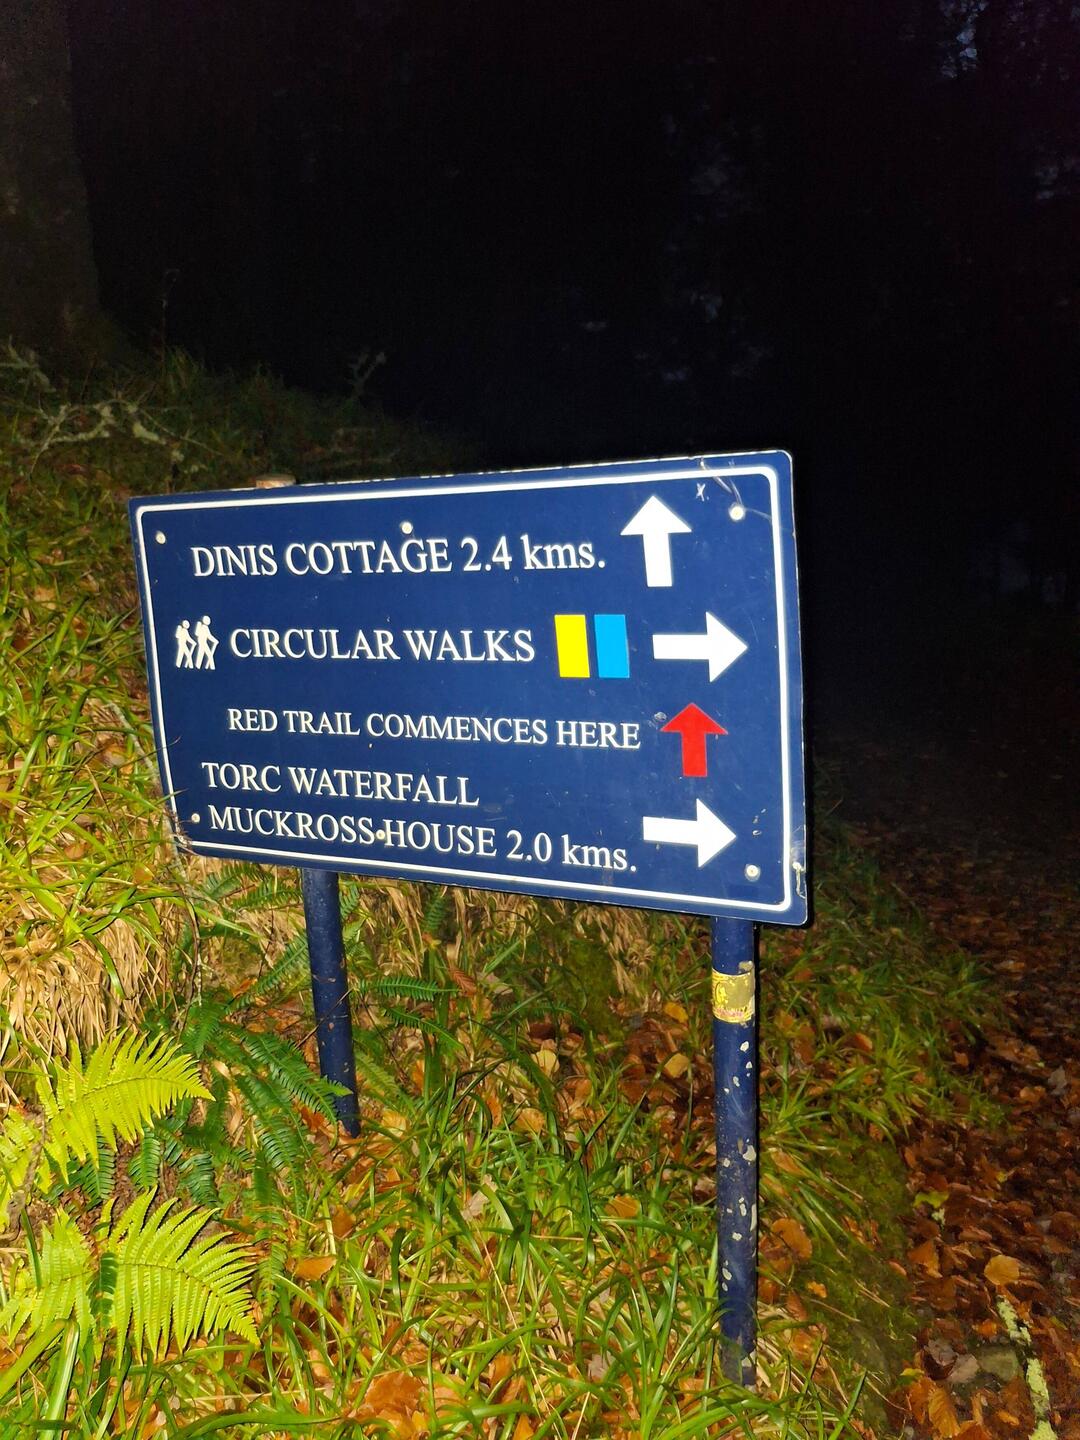 DINIS COTTAGE 2.4 kms.
CIRCULAR WALKS
RED TRAIL COMMENCES HERE
TORC WATERFALL
MUCKROSS HOUSE 2.0 kms.